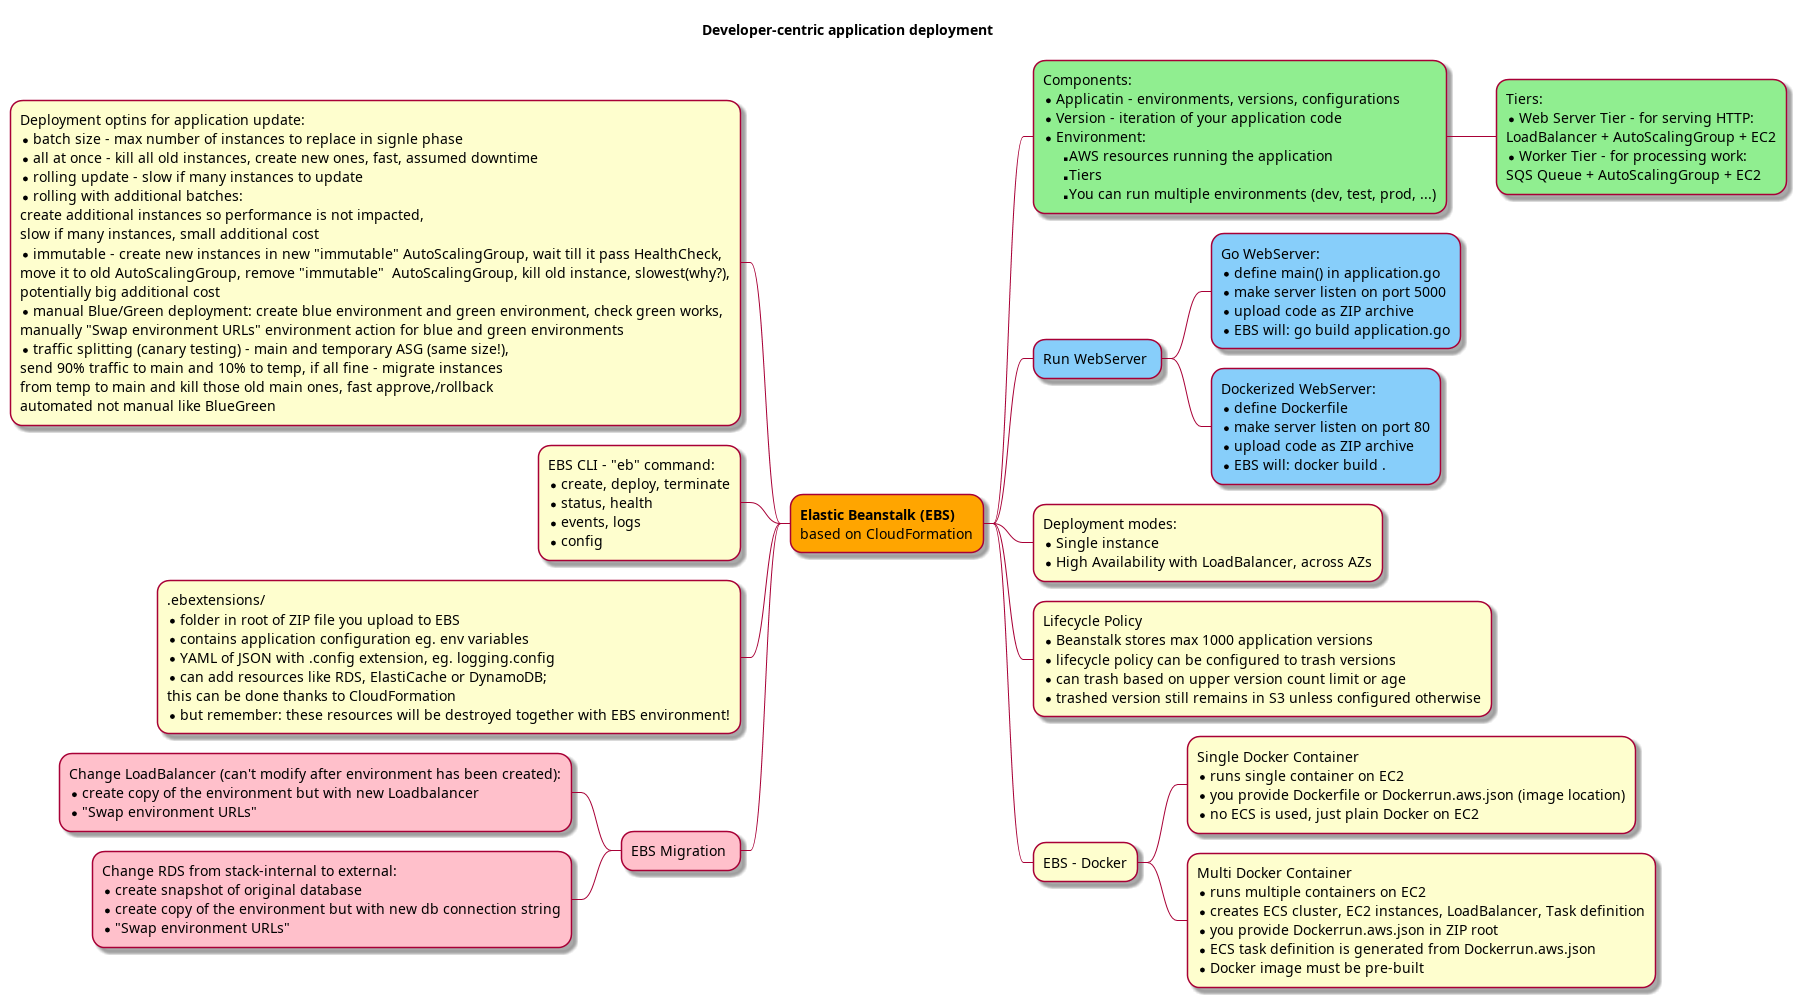 Developer-centric application deployment
Deployment optins for application update:
• batch size - max number of instances to replace in signle phase
• all at once - kill all old instances, create new ones, fast, assumed downtime
• rolling update - slow if many instances to update
• rolling with additional batches:
create additional instances so performance is not impacted,
slow if many instances, small additional cost
• immutable - create new instances in new "immutable" AutoScalingGroup, wait till it pass HealthCheck,
move it to old AutoScalingGroup, remove "immutable"  AutoScalingGroup, kill old instance, slowest(why?),
potentially big additional cost
• manual Blue/Green deployment: create blue environment and green environment, check green works,
manually "Swap environment URLs" environment action for blue and green environments
• traffic splitting (canary testing) - main and temporary ASG (same size!),
send 90% traffic to main and 10% to temp, if all fine - migrate instances
from temp to main and kill those old main ones, fast approve,/rollback
automated not manual like BlueGreen
EBS CLI - "eb" command:
• create, deploy, terminate
• status, health
• events, logs
• config
.ebextensions/
• folder in root of ZIP file you upload to EBS
• contains application configuration eg. env variables
• YAML of JSON with .config extension, eg. logging.config
• can add resources like RDS, ElastiCache or DynamoDB;
this can be done thanks to CloudFormation
• but remember: these resources will be destroyed together with EBS environment!
Change LoadBalancer (can't modify after environment has been created):
• create copy of the environment but with new Loadbalancer
• "Swap environment URLs"
EBS Migration
Change RDS from stack-internal to external:
• create snapshot of original database
• create copy of the environment but with new db connection string
• "Swap environment URLs"
Elastic Beanstalk (EBS)
based on CloudFormation
Components:
• Applicatin - environments, versions, configurations
• Version - iteration of your application code
• Environment:
▪ AWS resources running the application
▪ Tiers
▪ You can run multiple environments (dev, test, prod, ...)
Tiers:
• Web Server Tier - for serving HTTP:
LoadBalancer + AutoScalingGroup + EC2
• Worker Tier - for processing work:
SQS Queue + AutoScalingGroup + EC2
Run WebServer
Go WebServer:
• define main() in application.go
• make server listen on port 5000
• upload code as ZIP archive
• EBS will: go build application.go
Dockerized WebServer:
• define Dockerfile
• make server listen on port 80
• upload code as ZIP archive
• EBS will: docker build .
Deployment modes:
• Single instance
• High Availability with LoadBalancer, across AZs
Lifecycle Policy
• Beanstalk stores max 1000 application versions
• lifecycle policy can be configured to trash versions
• can trash based on upper version count limit or age
• trashed version still remains in S3 unless configured otherwise
EBS - Docker
Single Docker Container
• runs single container on EC2
• you provide Dockerfile or Dockerrun.aws.json (image location)
• no ECS is used, just plain Docker on EC2
Multi Docker Container
• runs multiple containers on EC2
• creates ECS cluster, EC2 instances, LoadBalancer, Task definition
• you provide Dockerrun.aws.json in ZIP root
• ECS task definition is generated from Dockerrun.aws.json
• Docker image must be pre-built